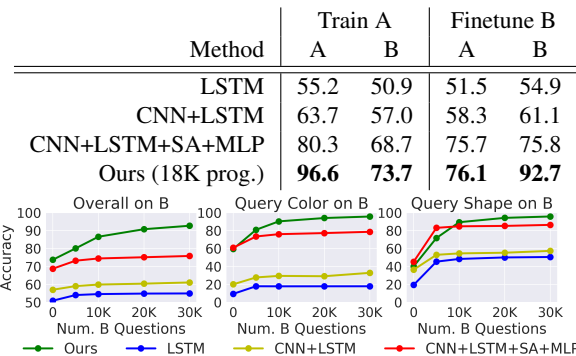 Train A Finetune B
Method A B A B
LSTM 55.2 50.9 51.5 54.9
CNN+LSTM 63.7 57.0 58.3 61.1
CNN+LSTM+SA+MLP 80.3 68.7 75.7 75.8
Ours (18K prog.) 96.6 73.7 76.1 92.7
Overall on B Query Color on B Query Shape on B
Accuracy
100 90 80 70 60 50
100 80 60 40 20 0
100 80 60 40 20 0
0 10K 20K 30K 0 10K 20K 30K 0 10K 20K 30K
Num. B Questions Num. B Questions Num. B Questions
Ours LSTM CNN+LSTM CNN+LSTM+SA+MLP